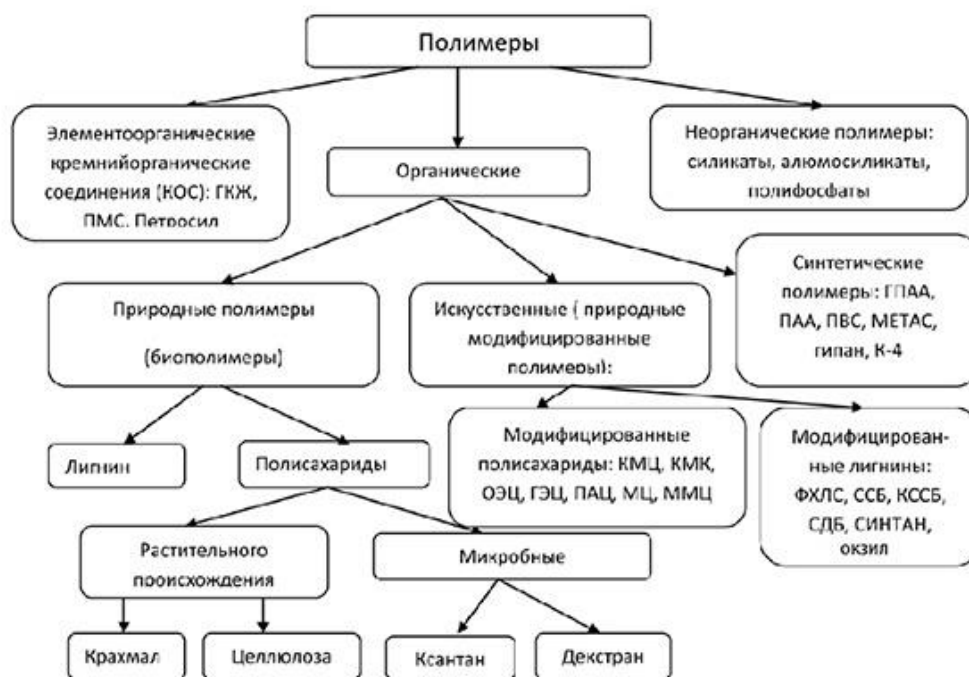 Полимеры
Элементоорганические
кремнийорганические
соединения (КОС): ГКЖ,
ПМС, Петросил
Органические
Неорганические полимеры:
силикаты, алюмосиликаты,
полифосфаты
Природные полимеры
(биополимеры)
Искусственные ( природные
модифицированные
полимеры):
Синтетические
полимеры: ГПАА,
ПАА, ПВС, МЕТАС,
гипан, К-4
Лигнин
Полисахариды
Модифицированные
полисахариды: КМЦ, КМК,
ОЭЦ, ГЭЦ, ПАЦ, МЦ, ММЦ
Модифицирован-
ные лигнины:
ФХЛС, ССБ, КССБ,
СДБ, СИНТАН,
окзил
Растительного
происхождения
Микробные
Крахмал
Целлюлоза
Ксантан
Декстран